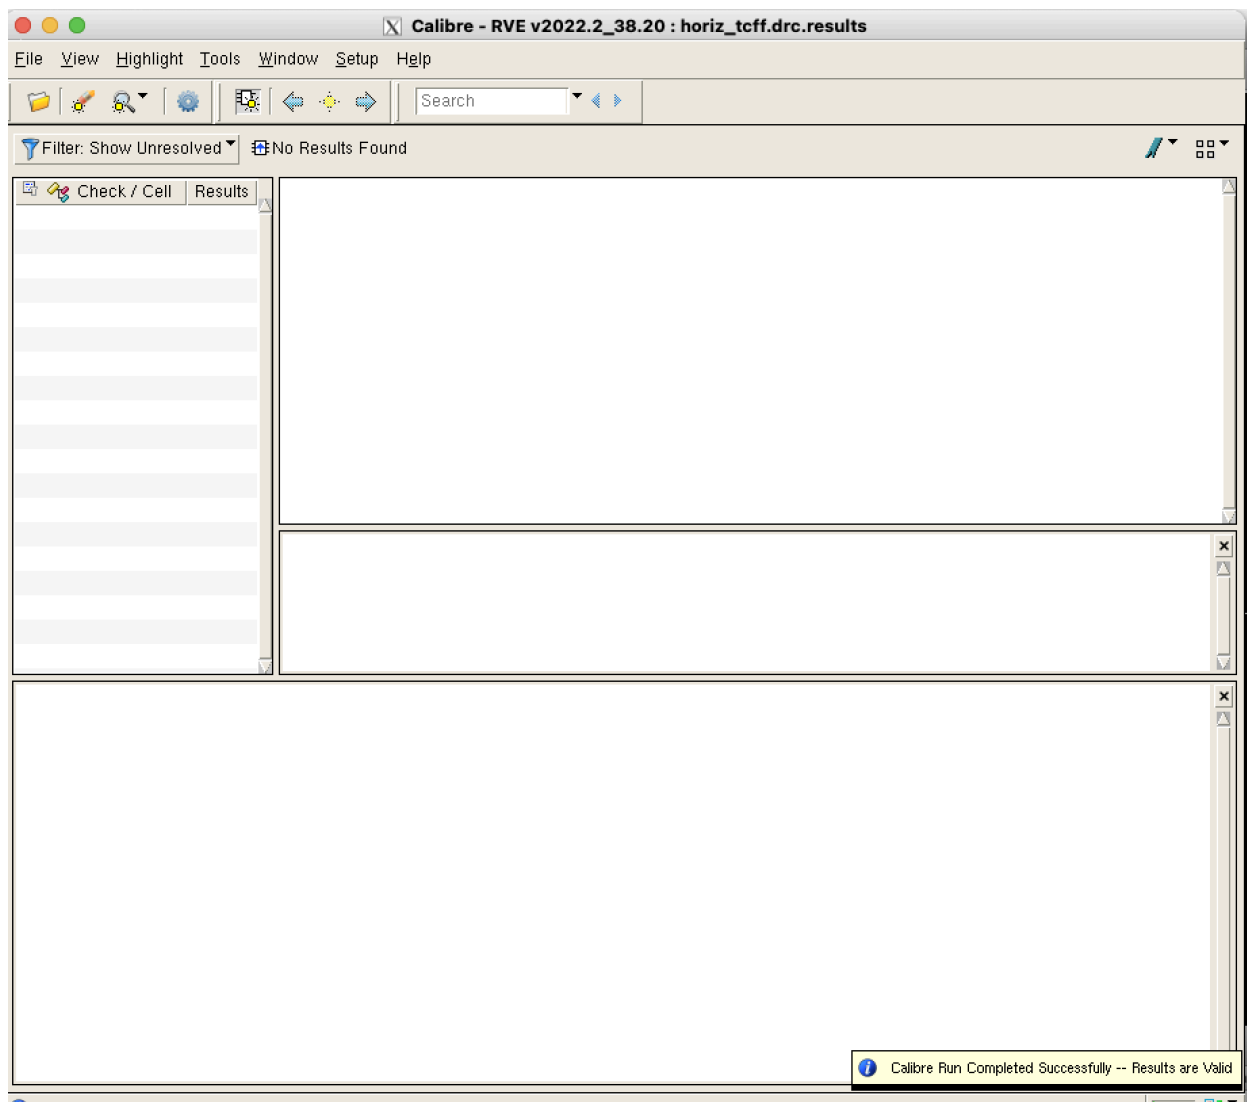 Calibre - RVE v2022.2_38.20 : horiz_tcff.drc.results
File View Highlight Tools Window Setup Help
Search
Filter: Show Unresolved No Results Found
Check / Cell Results
Calibre Run Completed Successfully -- Results are Valid